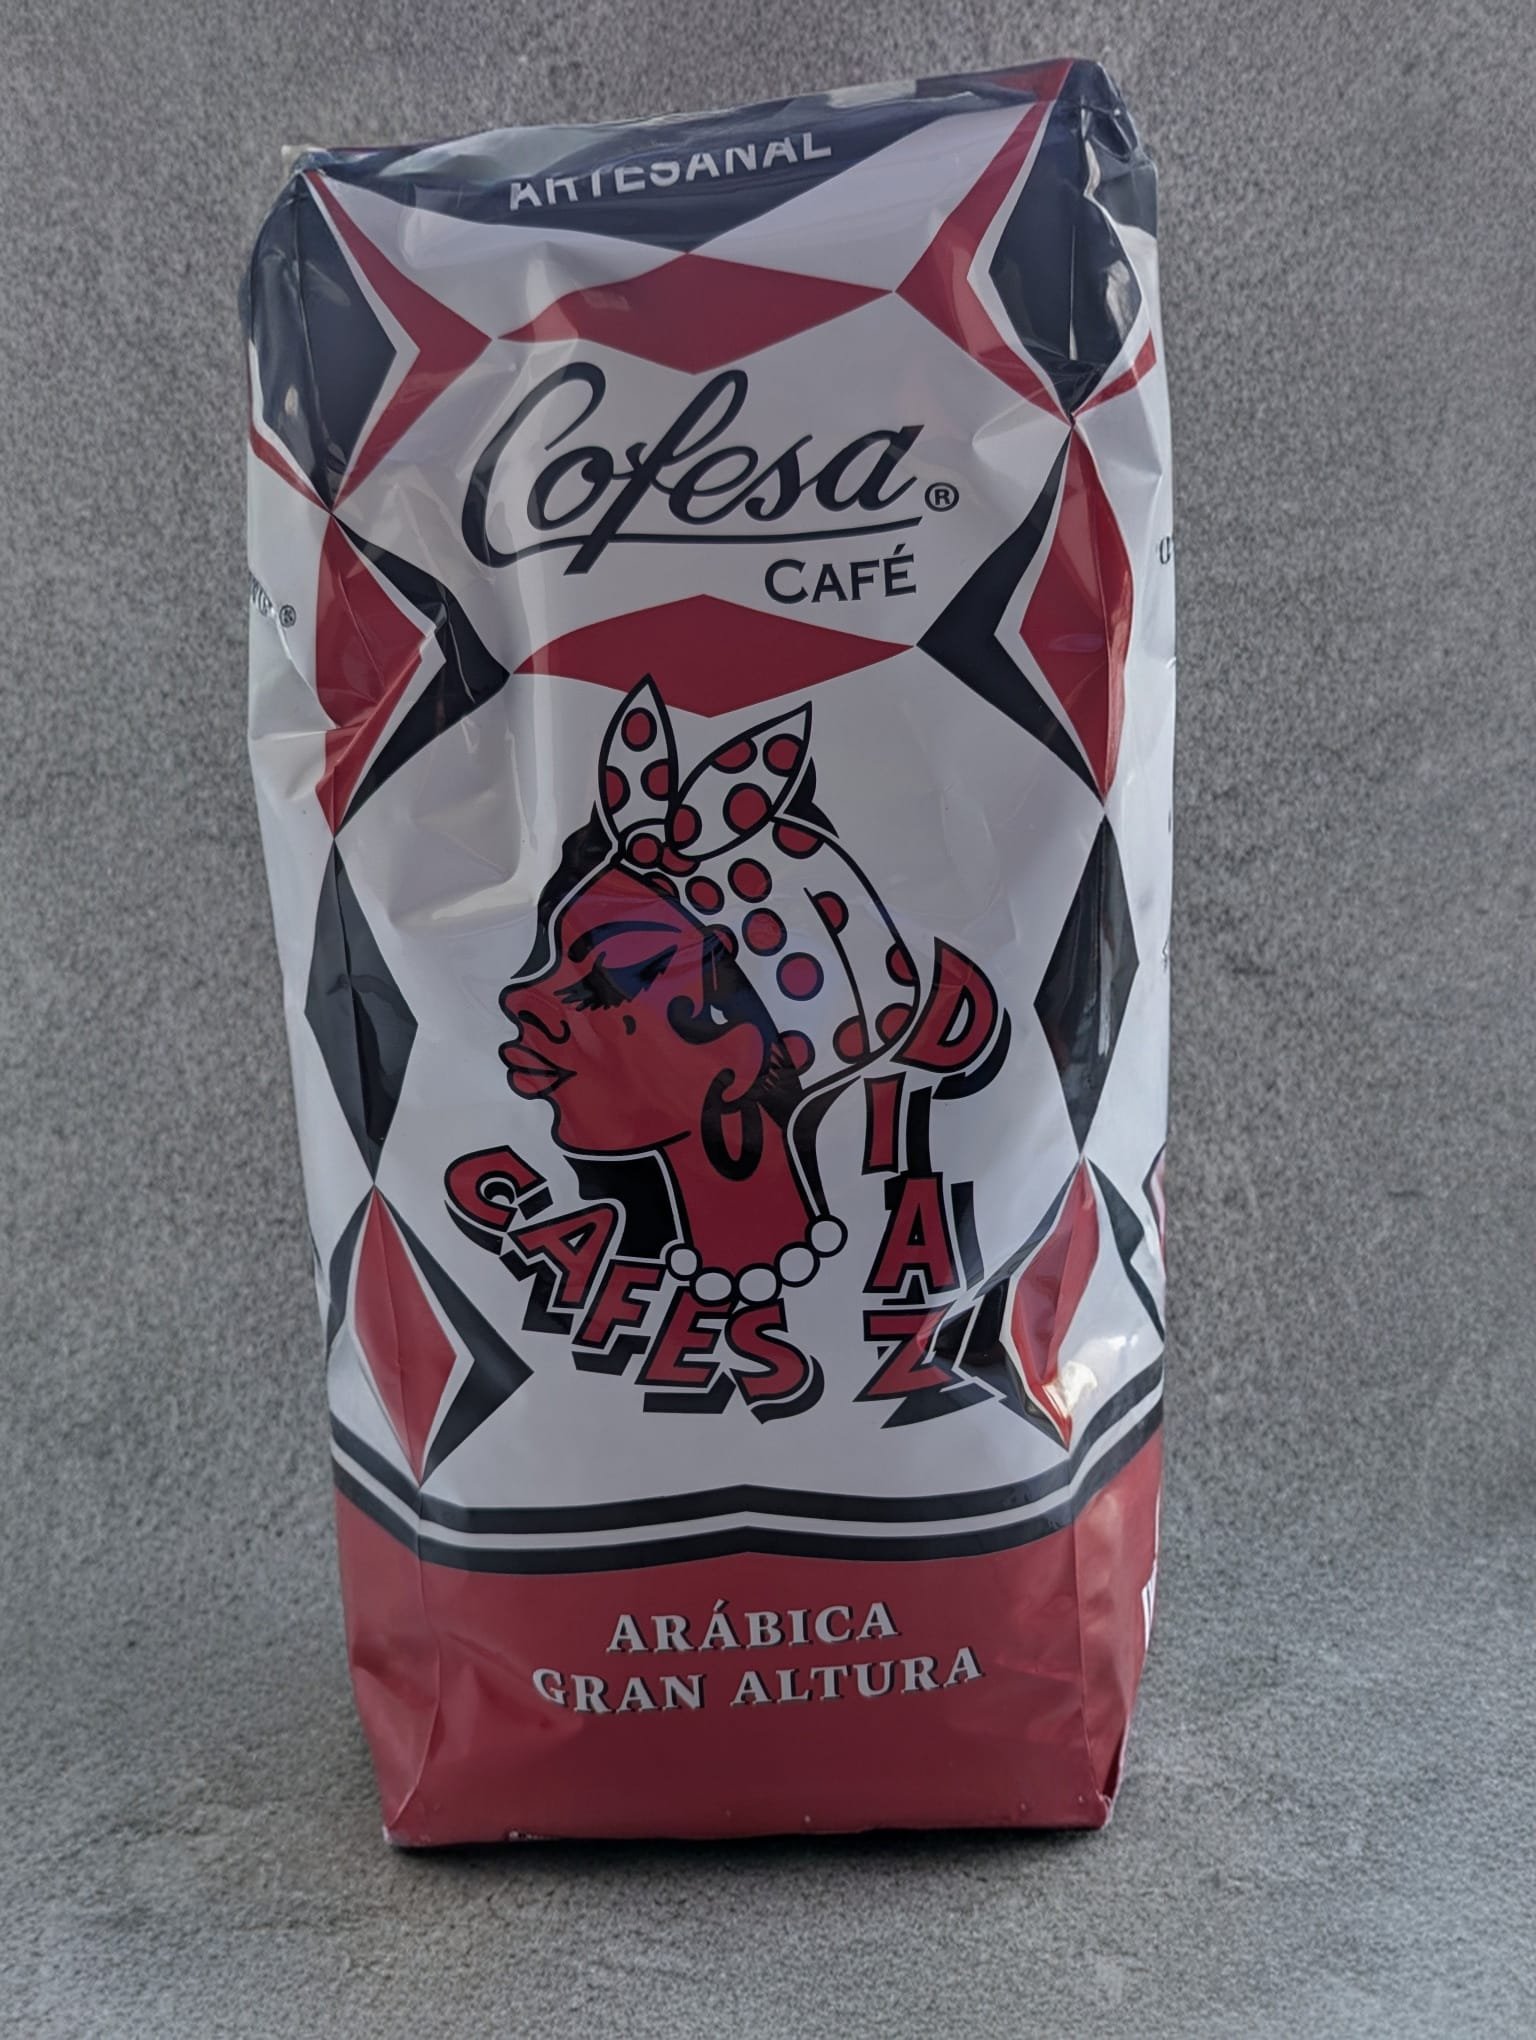 ARTESANAL
Cofesa®
CAFÉ
CAFES
DIAZ
ARÁBICA
GRAN ALTURA